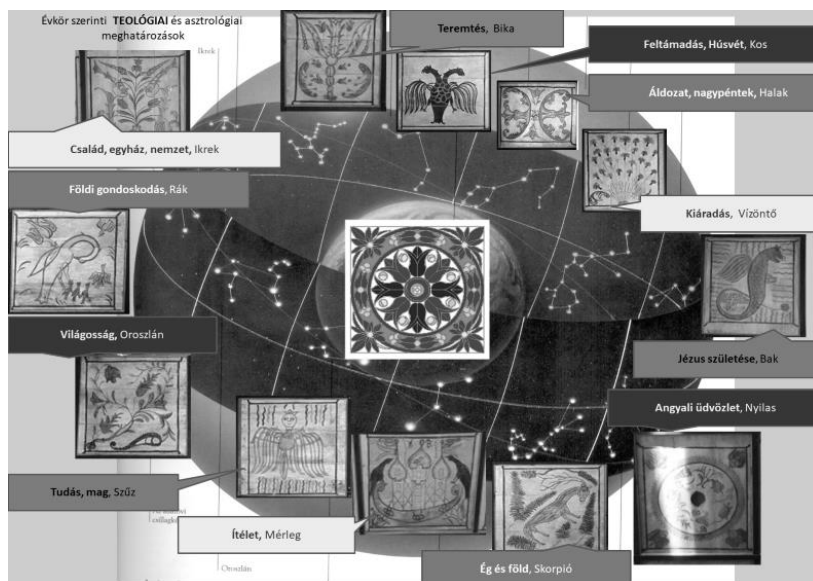 Évkör szerinti TEOLÓGIAI és asztrológiai
meghatározások
Ikrek
Teremtés, Bika
Feltámadás, Húsvét, Kos
Áldozat, nagypéntek, Halak
Család, egyház, nemzet, Ikrek
Földi gondoskodás, Rák
Kiáradás, Vízöntő
Világosság, Oroszlán
Jézus születése, Bak
Angyali üdvözlet, Nyilas
Tudás, mag, Szűz
Ítélet, Mérleg
Ég és föld, Skorpió
Oroszlán